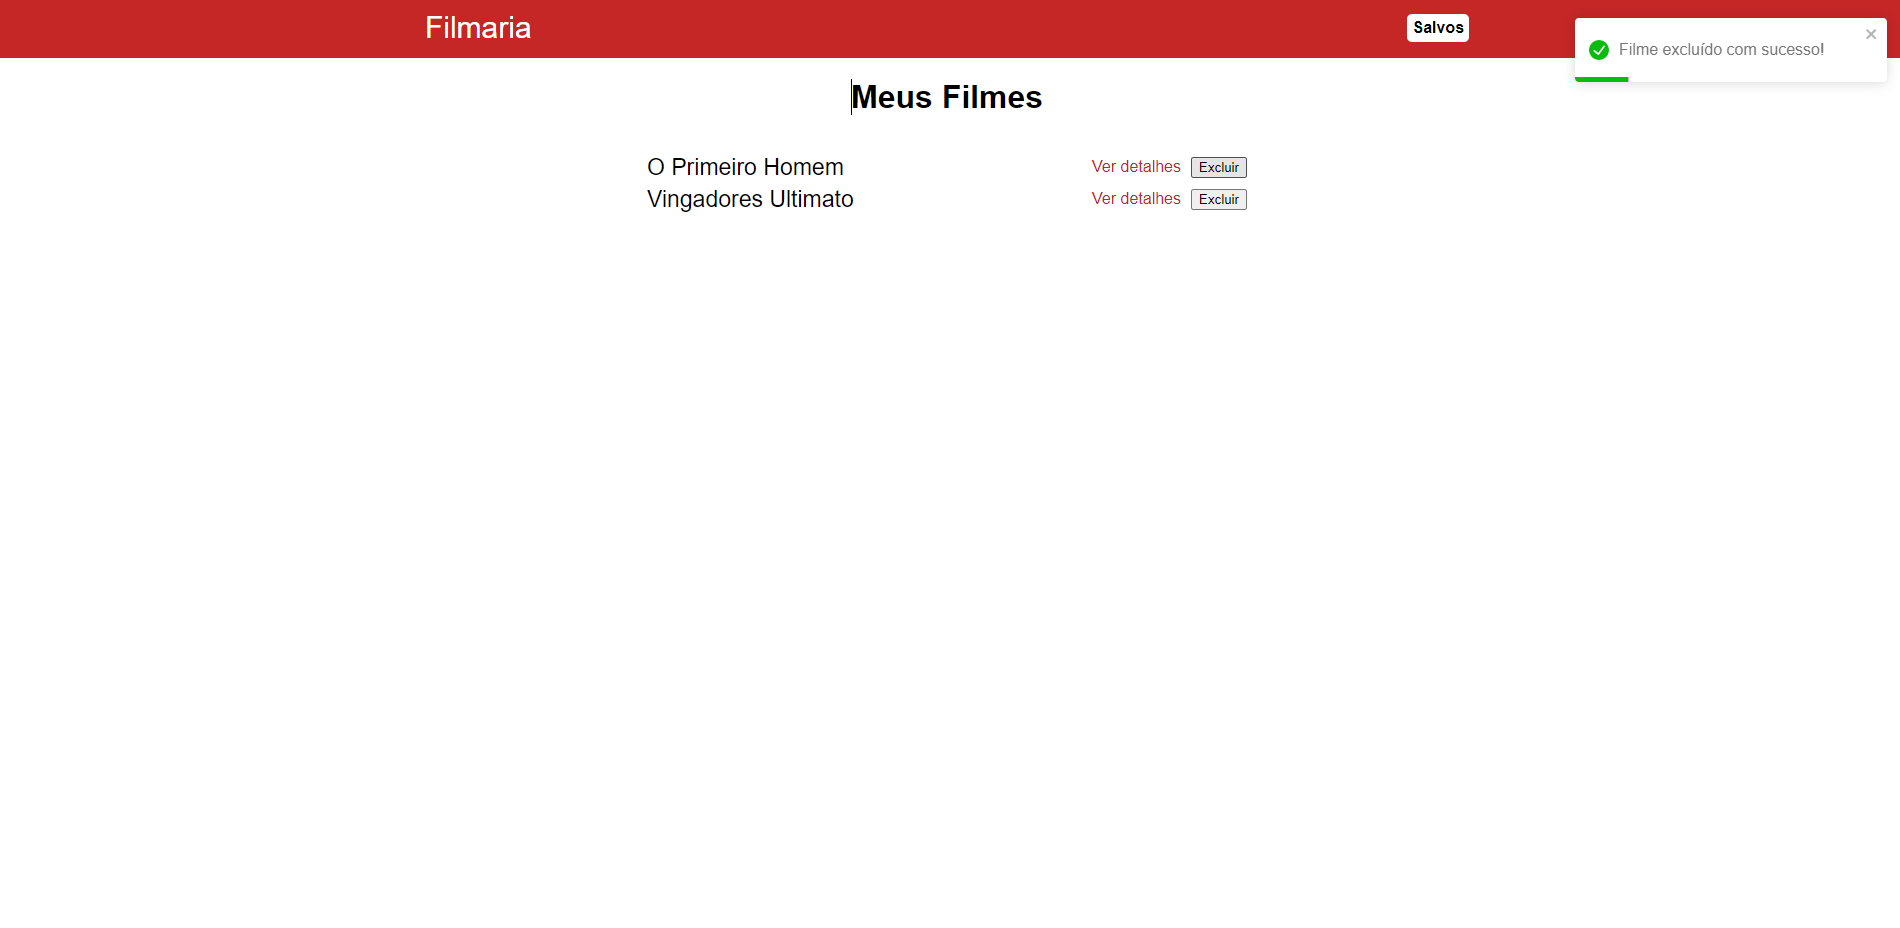 Filmaria
Salvos
Filme excluído com sucesso!
Meus Filmes
O Primeiro Homem Ver detalhes Excluir
Vingadores Ultimato Ver detalhes Excluir